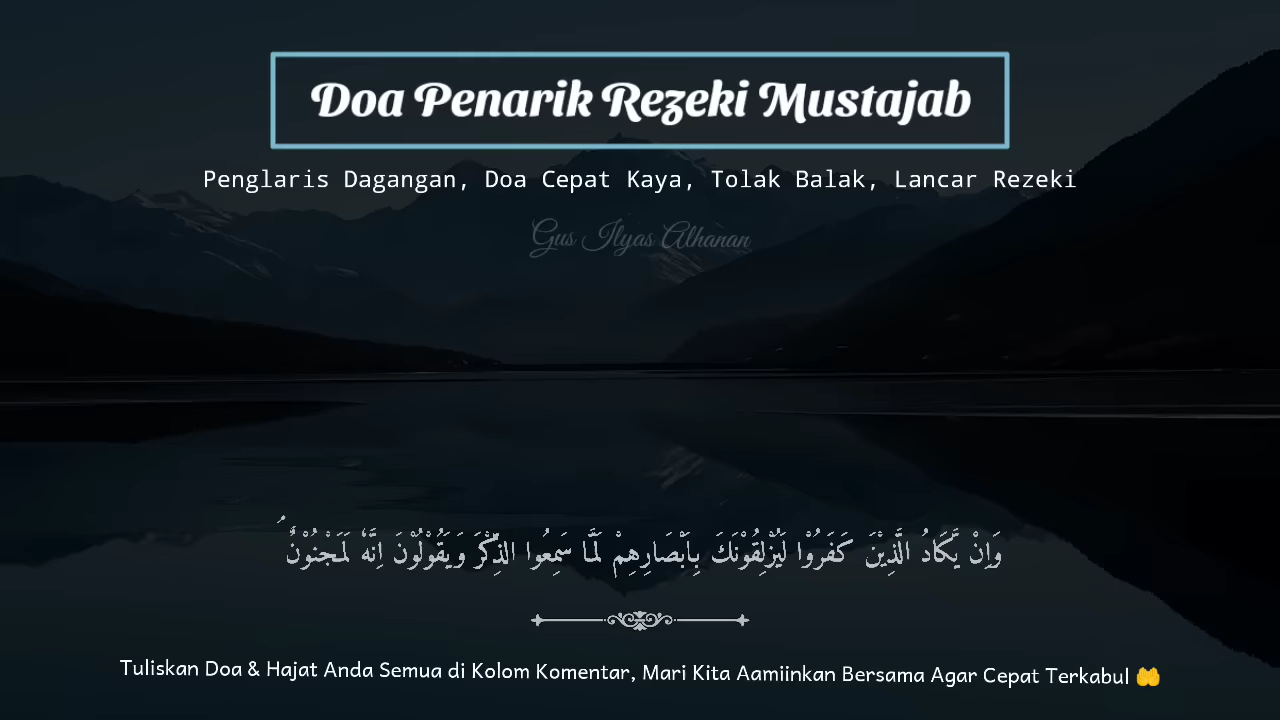 Doa Penarik Rezeki Mustajab
Penglaris Dagangan, Doa Cepat Kaya, Tolak Balak, Lancar Rezeki
Gus Ilyas Alhanan
وَاِنْ يَّكَادُ الَّذِيْنَ كَفَرُوْا لَيُزْلِقُوْنَكَ بِاَبْصَارِهِمْ لَمَّا سَمِعُوا الذِّكْرَ وَيَقُوْلُوْنَ اِنَّهٗ لَمَجْنُوْنٌ ۘ
Tuliskan Doa & Hajat Anda Semua di Kolom Komentar, Mari Kita Aamiinkan Bersama Agar Cepat Terkabul 🤲